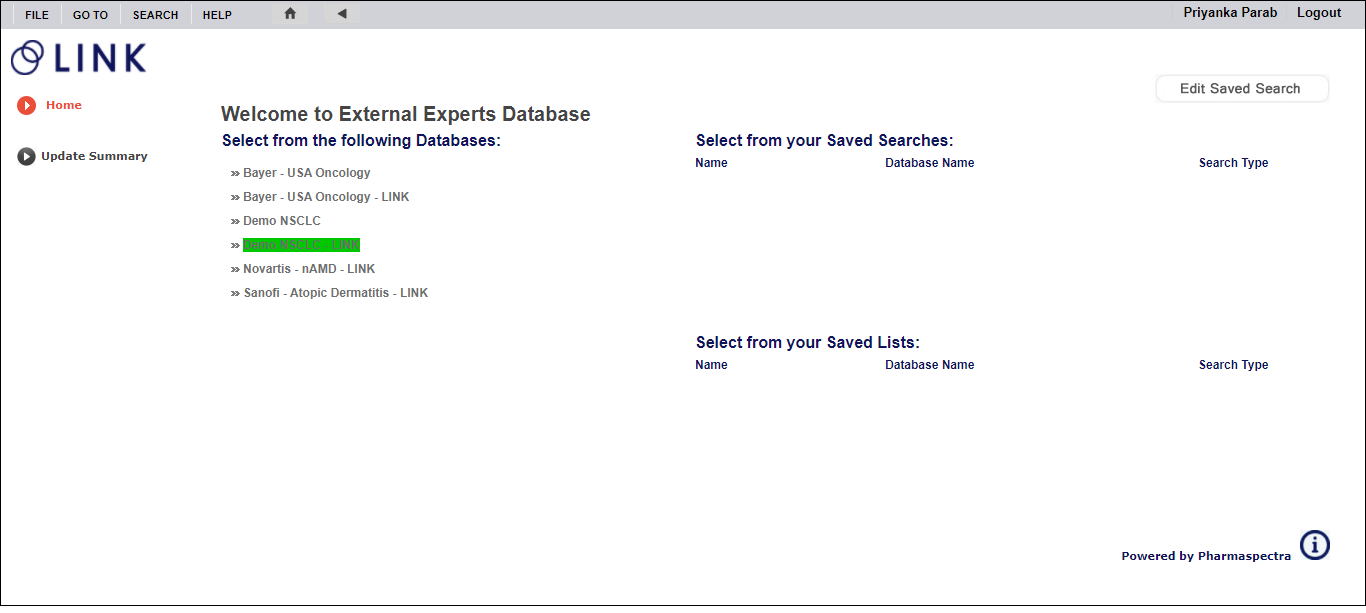 FILE GO TO SEARCH HELP Priyanka Parab Logout
LINK
Edit Saved Search
Home
Update Summary
Welcome to External Experts Database
Select from the following Databases:
» Bayer - USA Oncology
» Bayer - USA Oncology - LINK
» Demo NSCLC
» Demo NSCLC - LINK
» Novartis - nAMD - LINK
» Sanofi - Atopic Dermatitis - LINK
Select from your Saved Searches:
Name Database Name Search Type
Select from your Saved Lists:
Name Database Name Search Type
Powered by Pharmaspectra i